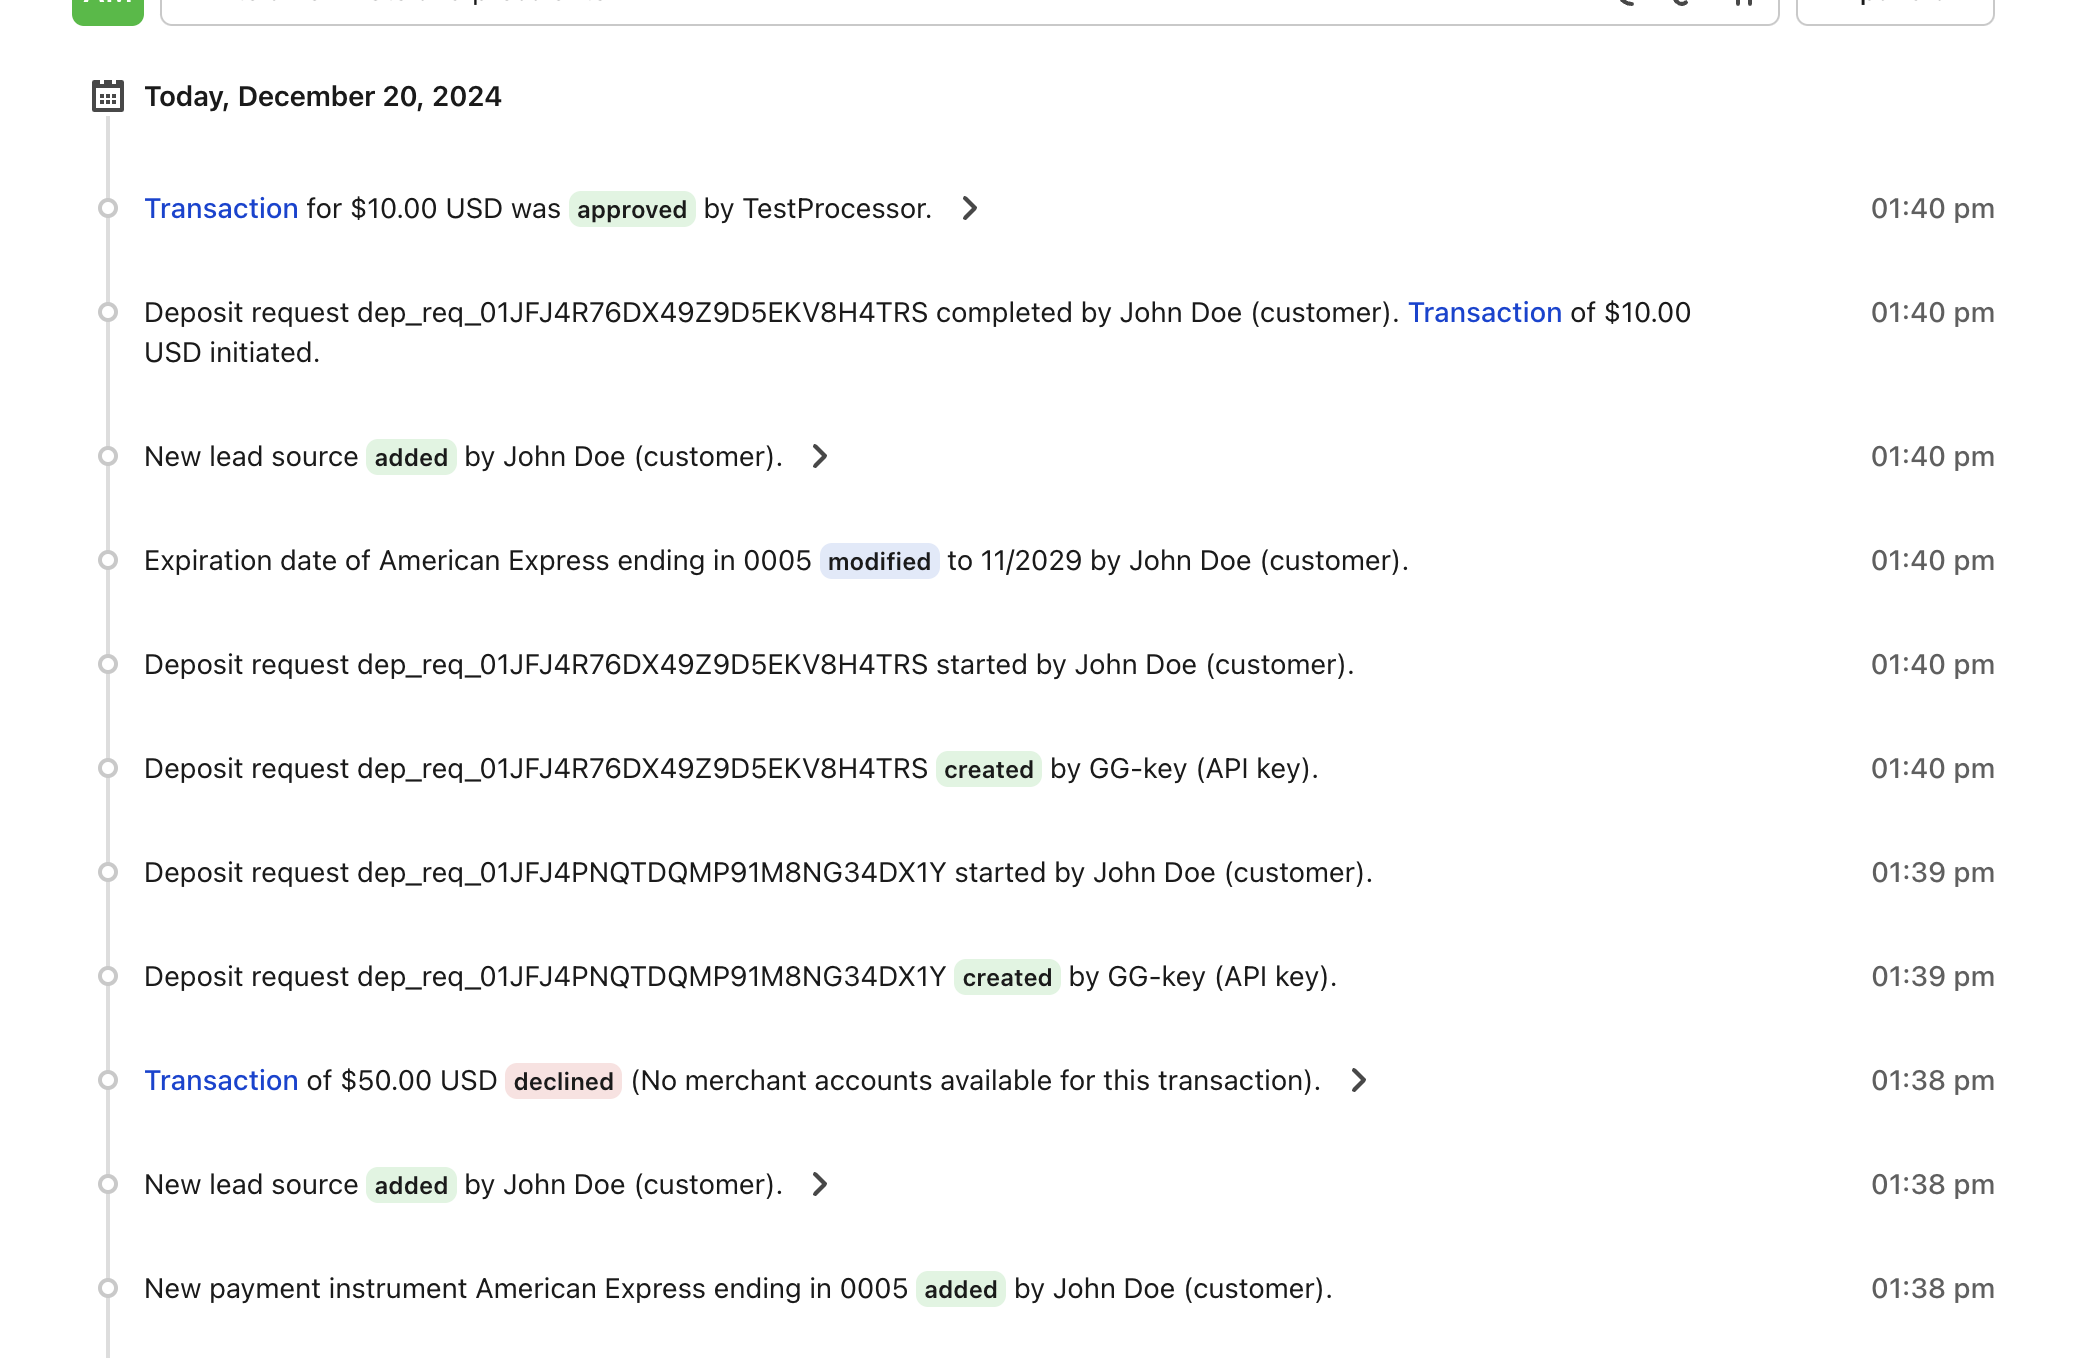 Today, December 20, 2024
Transaction for $10.00 USD was approved by TestProcessor. 01:40 pm
Deposit request dep_req_01JFJ4R76DX49Z9D5EKV8H4TRS completed by John Doe (customer). Transaction of $10.00 01:40 pm
USD initiated.
New lead source added by John Doe (customer). 01:40 pm
Expiration date of American Express ending in 0005 modified to 11/2029 by John Doe (customer). 01:40 pm
Deposit request dep_req_01JFJ4R76DX49Z9D5EKV8H4TRS started by John Doe (customer). 01:40 pm
Deposit request dep_req_01JFJ4R76DX49Z9D5EKV8H4TRS created by GG-key (API key). 01:40 pm
Deposit request dep_req_01JFJ4PNQTDQMP91M8NG34DX1Y started by John Doe (customer). 01:39 pm
Deposit request dep_req_01JFJ4PNQTDQMP91M8NG34DX1Y created by GG-key (API key). 01:39 pm
Transaction of $50.00 USD declined (No merchant accounts available for this transaction). 01:38 pm
New lead source added by John Doe (customer). 01:38 pm
New payment instrument American Express ending in 0005 added by John Doe (customer). 01:38 pm